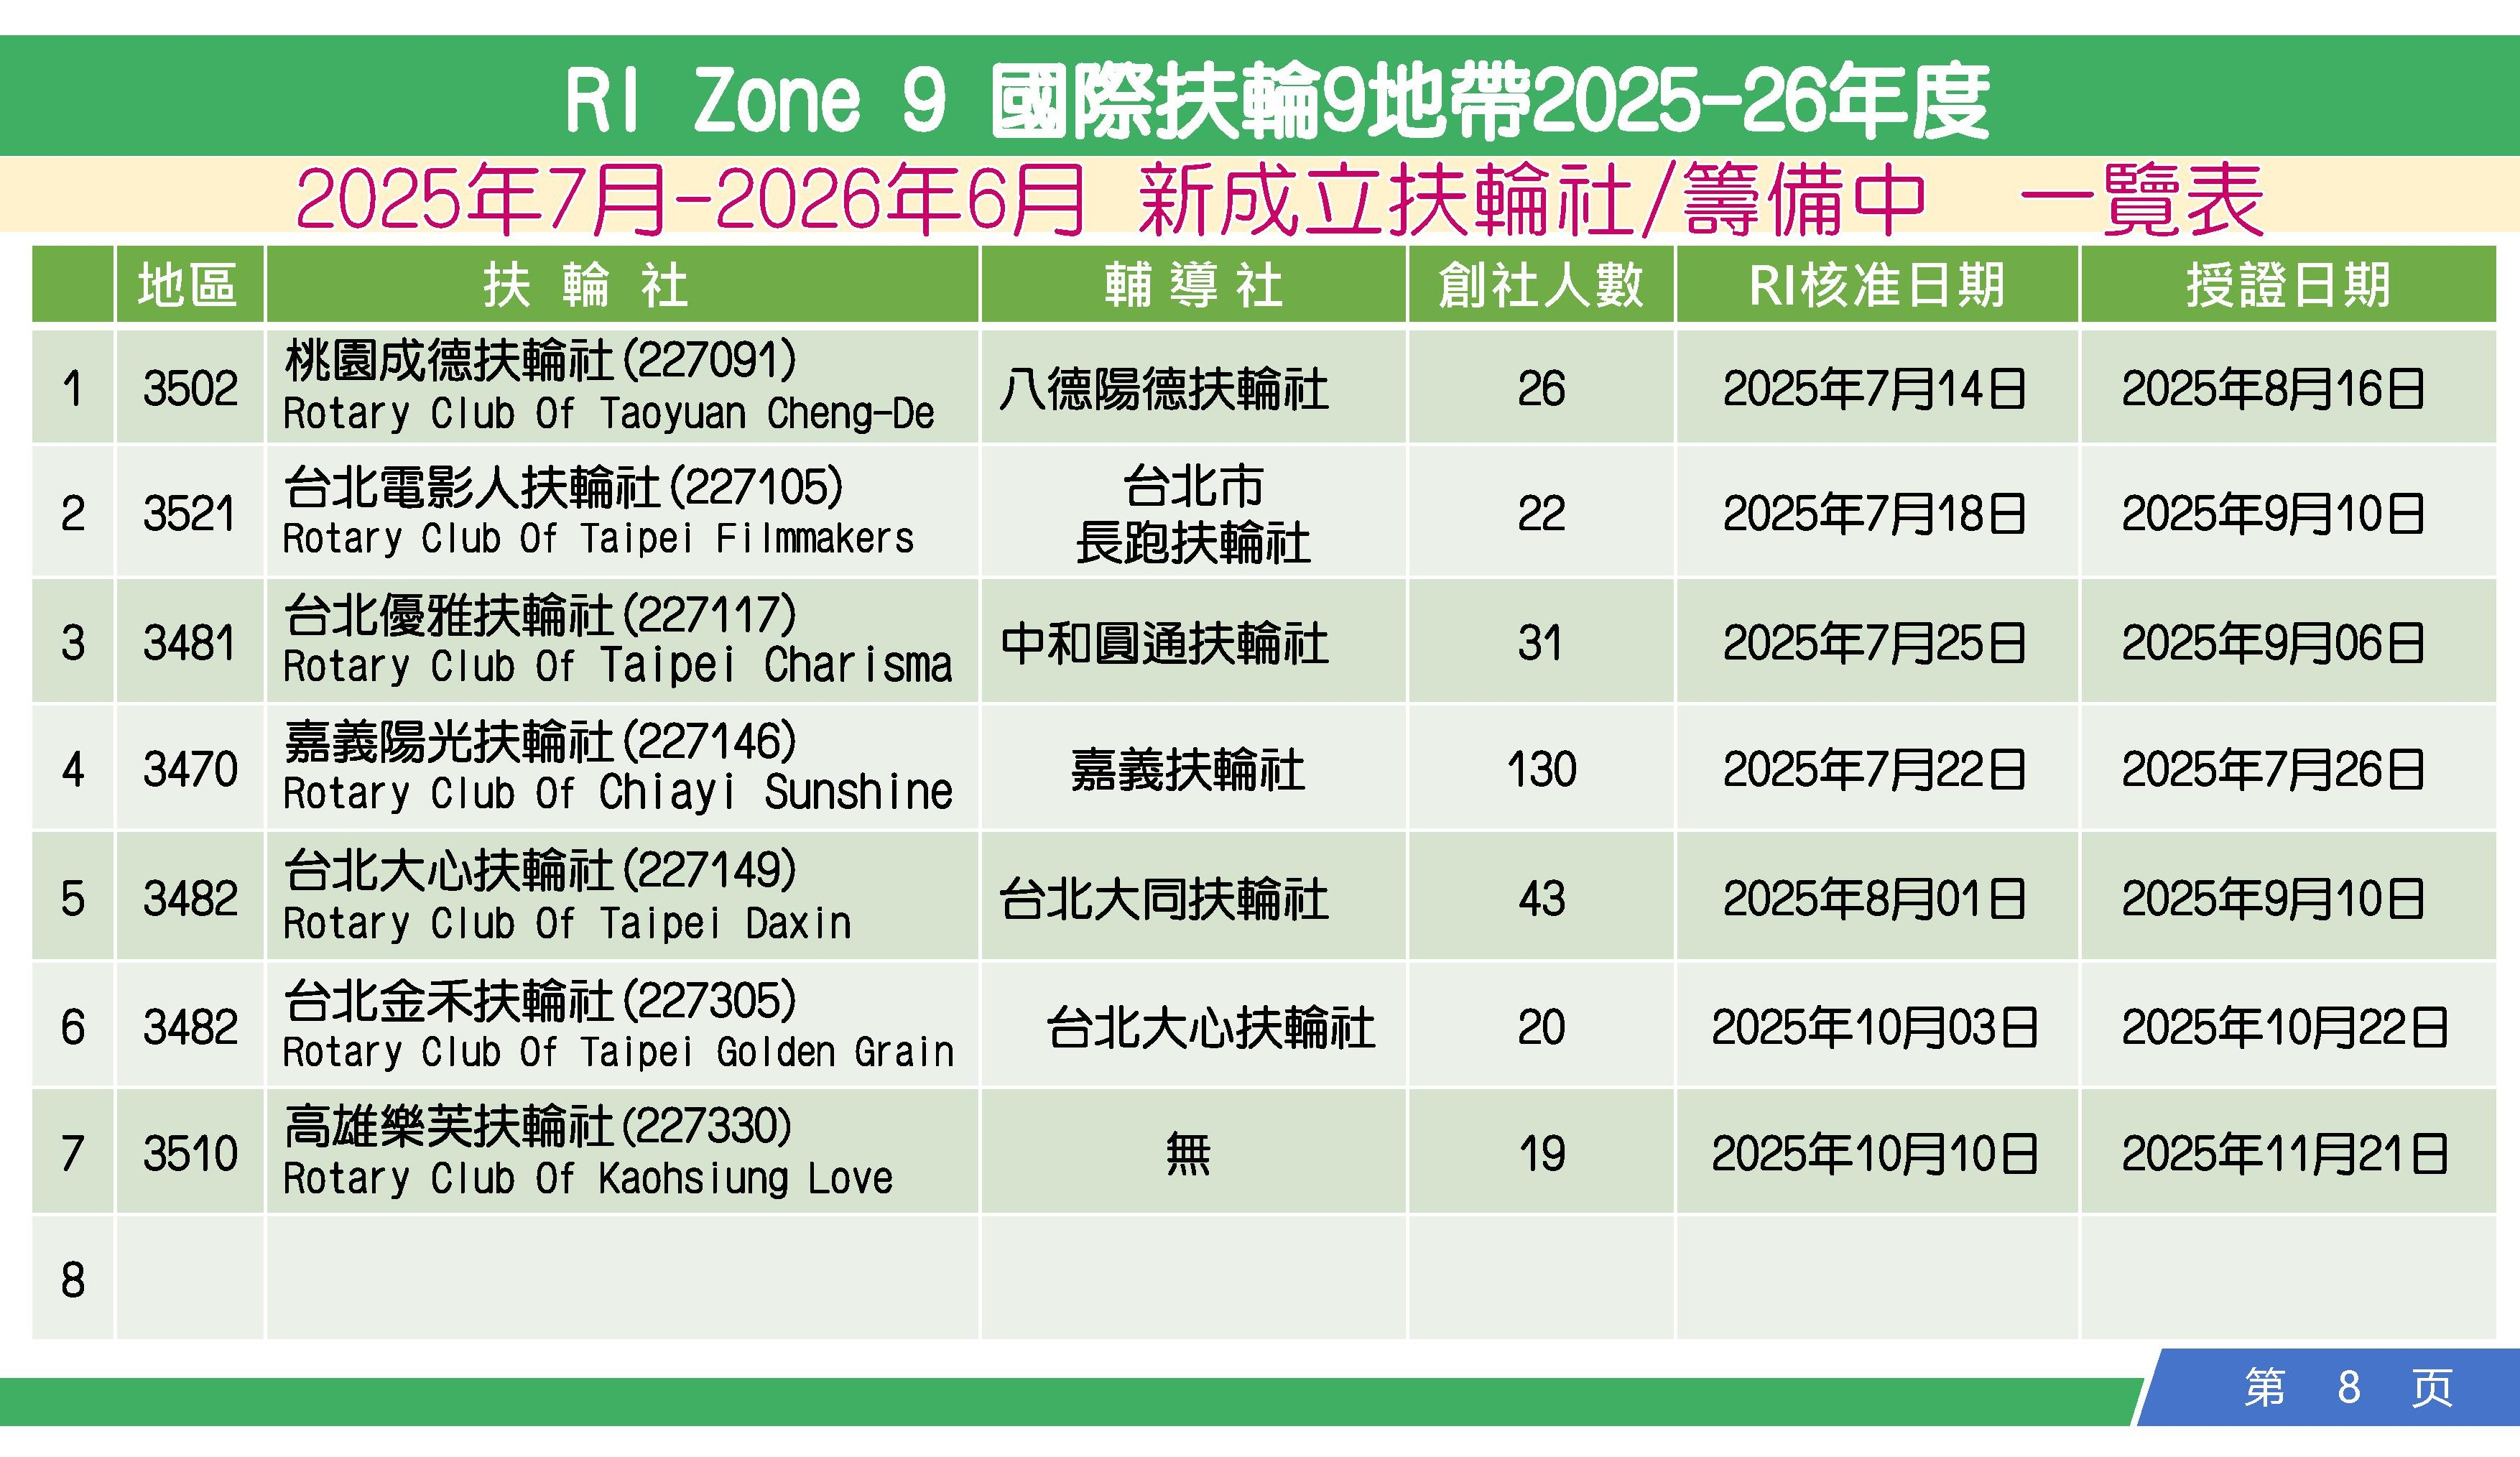 RI Zone 9 國際扶輪9地帶2025-26年度
2025年7月-2026年6月 新成立扶輪社/籌備中 一覽表
地區 扶 輪 社 輔 導 社 創社人數 RI核准日期 授證日期
1 3502 桃園成德扶輪社(227091) 八德陽德扶輪社 26 2025年7月14日 2025年8月16日
Rotary Club Of Taoyuan Cheng-De
2 3521 台北電影人扶輪社(227105) 台北市 22 2025年7月18日 2025年9月10日
Rotary Club Of Taipei Filmmakers 長跑扶輪社
3 3481 台北優雅扶輪社(227117) 中和圓通扶輪社 31 2025年7月25日 2025年9月06日
Rotary Club Of Taipei Charisma
4 3470 嘉義陽光扶輪社(227146) 嘉義扶輪社 130 2025年7月22日 2025年7月26日
Rotary Club Of Chiayi Sunshine
5 3482 台北大心扶輪社(227149) 台北大同扶輪社 43 2025年8月01日 2025年9月10日
Rotary Club Of Taipei Daxin
6 3482 台北金禾扶輪社(227305) 台北大心扶輪社 20 2025年10月03日 2025年10月22日
Rotary Club Of Taipei Golden Grain
7 3510 高雄樂芙扶輪社(227330) 無 19 2025年10月10日 2025年11月21日
Rotary Club Of Kaohsiung Love
8
第 8 页